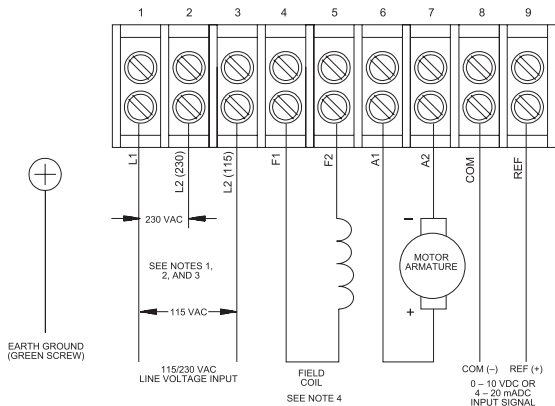 1 2 3 4 5 6 7 8 9
L1
L2 (230)
L2 (115)
F1
F2
A1
A2
COM
REF
230 VAC
SEE NOTES 1,
2, AND 3
115 VAC
–
MOTOR
ARMATURE
+
EARTH GROUND
(GREEN SCREW)
115/230 VAC
LINE VOLTAGE INPUT
FIELD
COIL
SEE NOTE 4
COM (–) REF (+)
0 – 10 VDC OR
4 – 20 mADC
INPUT SIGNAL